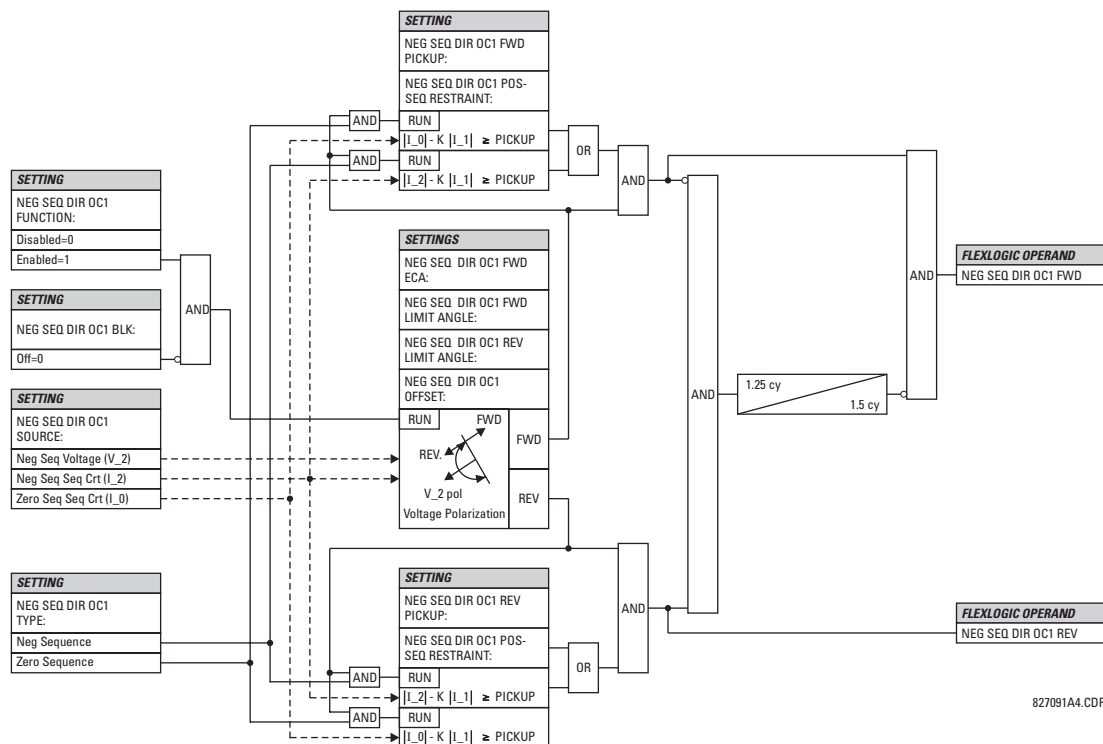 SETTING
NEG SEQ DIR OC1 FWD
PICKUP:
NEG SEQ DIR OC1 POS-
SEQ RESTRAINT:
AND
RUN
|I_0| - K |I_1| ≥ PICKUP
AND
RUN
|I_2| - K |I_1| ≥ PICKUP
OR
AND
SETTING
NEG SEQ DIR OC1
FUNCTION:
Disabled=0
Enabled=1
SETTING
NEG SEQ DIR OC1 BLK:
Off=0
AND
SETTING
NEG SEQ DIR OC1
SOURCE:
Neg Seq Voltage (V_2)
Neg Seq Seq Crt (I_2)
Zero Seq Seq Crt (I_0)
SETTING
NEG SEQ DIR OC1
TYPE:
Neg Sequence
Zero Sequence
SETTINGS
NEG SEQ DIR OC1 FWD
ECA:
NEG SEQ DIR OC1 FWD
LIMIT ANGLE:
NEG SEQ DIR OC1 REV
LIMIT ANGLE:
NEG SEQ DIR OC1
OFFSET:
RUN
FWD
REV.
V_2 pol
Voltage Polarization
FWD
REV
SETTING
NEG SEQ DIR OC1 REV
PICKUP:
NEG SEQ DIR OC1 POS-
SEQ RESTRAINT:
AND
RUN
|I_2| - K |I_1| ≥ PICKUP
AND
RUN
|I_0| - K |I_1| ≥ PICKUP
OR
AND
AND
1.25 cy
1.5 cy
AND
FLEXLOGIC OPERAND
NEG SEQ DIR OC1 FWD
FLEXLOGIC OPERAND
NEG SEQ DIR OC1 REV
827091A4.CDR